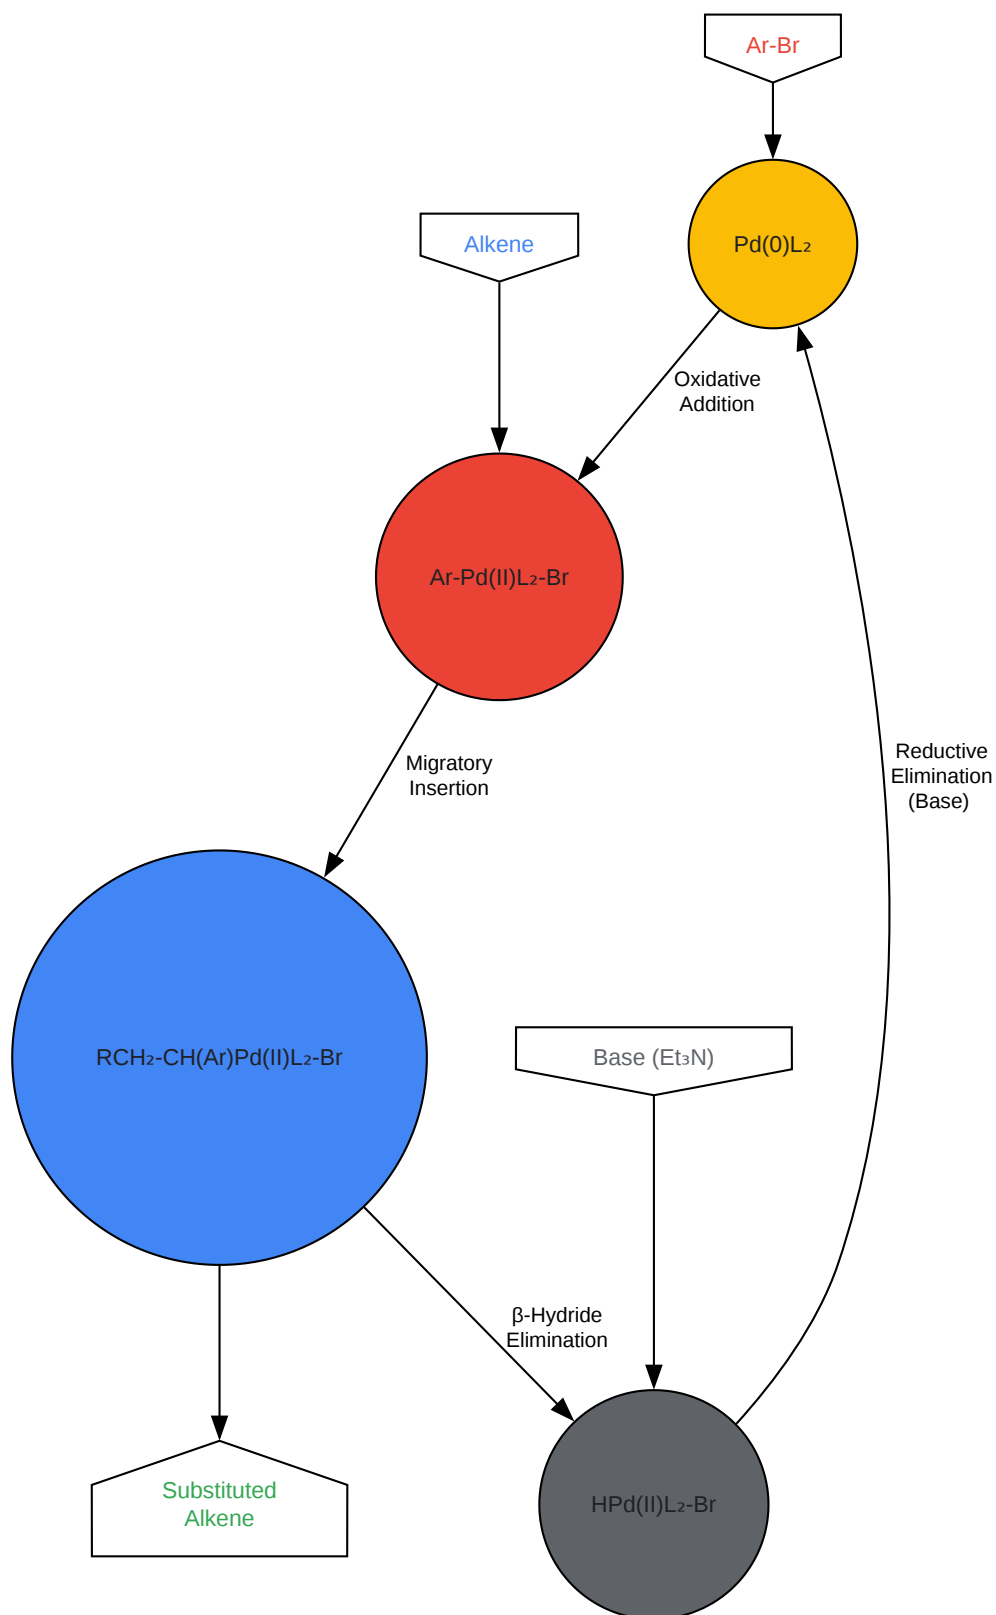 Ar-Br
Alkene
Pd(0)L₂
Oxidative
Addition
Ar-Pd(II)L₂-Br
Migratory
Insertion
Reductive
Elimination
(Base)
RCH₂-CH(Ar)Pd(II)L₂-Br
Base (Et₃N)
β-Hydride
Elimination
Substituted
Alkene
HPd(II)L₂-Br